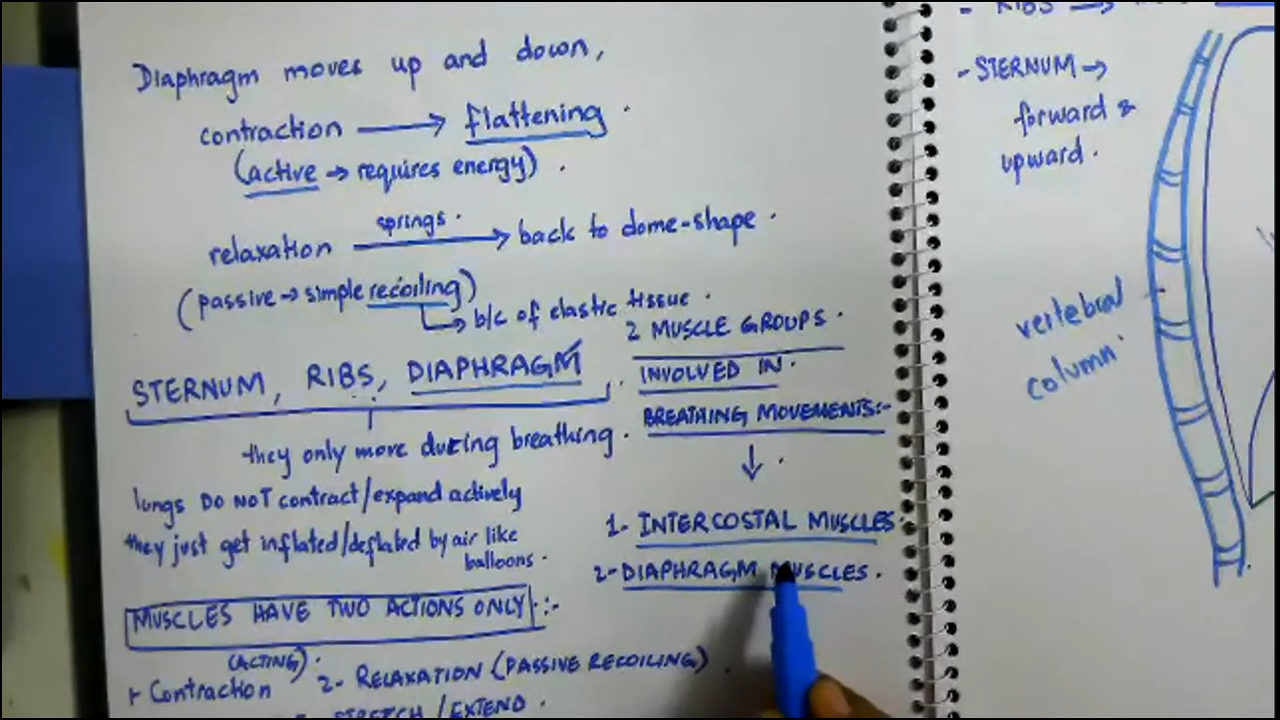 Diaphragm moves up and down,
contraction → flattening.
(active → requires energy).
springs.
relaxation → back to dome-shape.
(passive → simple recoiling)
→ b/c of elastic tissue.
STERNUM, RIBS, DIAPHRAGM.
they only move during breathing.
lungs DO NOT contract/expand actively
they just get inflated/deflated by air like
balloons.
MUSCLES HAVE TWO ACTIONS ONLY:-
(ACTING).
1- Contraction 2- RELAXATION (PASSIVE RECOILING).
STRETCH / EXTEND.
2 MUSCLE GROUPS.
INVOLVED IN.
BREATHING MOVEMENTS:-
↓.
1- INTERCOSTAL MUSCLES.
2- DIAPHRAGM MUSCLES.
- RIBS →
- STERNUM →
forward &
upward.
vertebral
column.